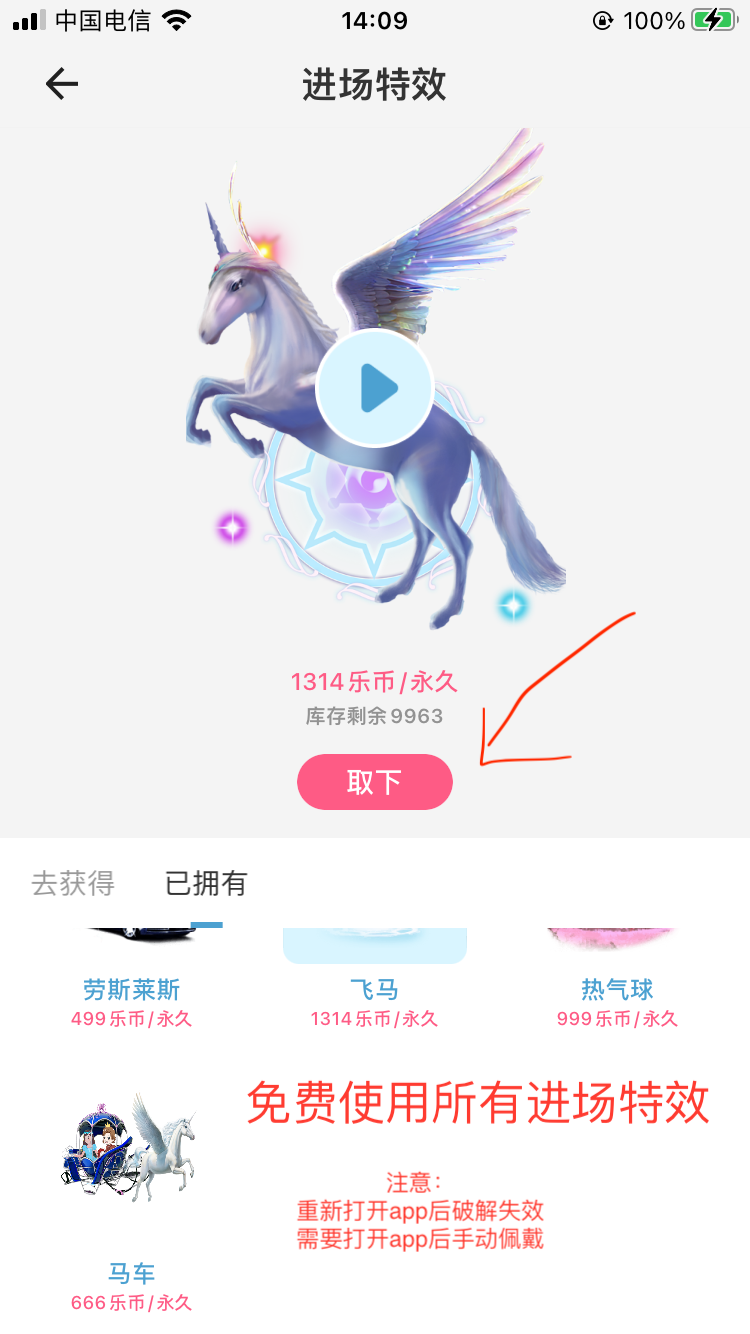 中国电信
14:09
100%
进场特效
1314乐币/永久
库存剩余9963
取下
去获得
已拥有
劳斯莱斯
499乐币/永久
飞马
1314乐币/永久
热气球
999乐币/永久
免费使用所有进场特效
注意：
重新打开app后破解失效
需要打开app后手动佩戴
马车
666乐币/永久